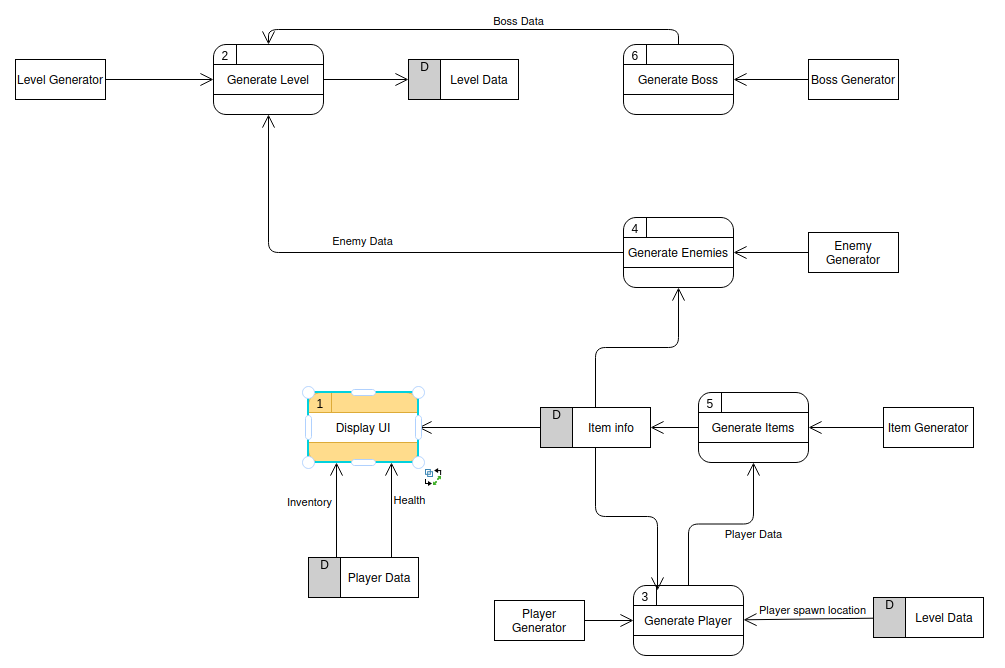 Boss Data
2
Generate Level
Level Generator
D
Level Data
6
Generate Boss
Boss Generator
Enemy Data
4
Generate Enemies
Enemy
Generator
1
Display UI
D
Item info
5
Generate Items
Item Generator
Inventory
Health
D
Player Data
Player Data
Player
Generator
3
Generate Player
Player spawn location
D
Level Data